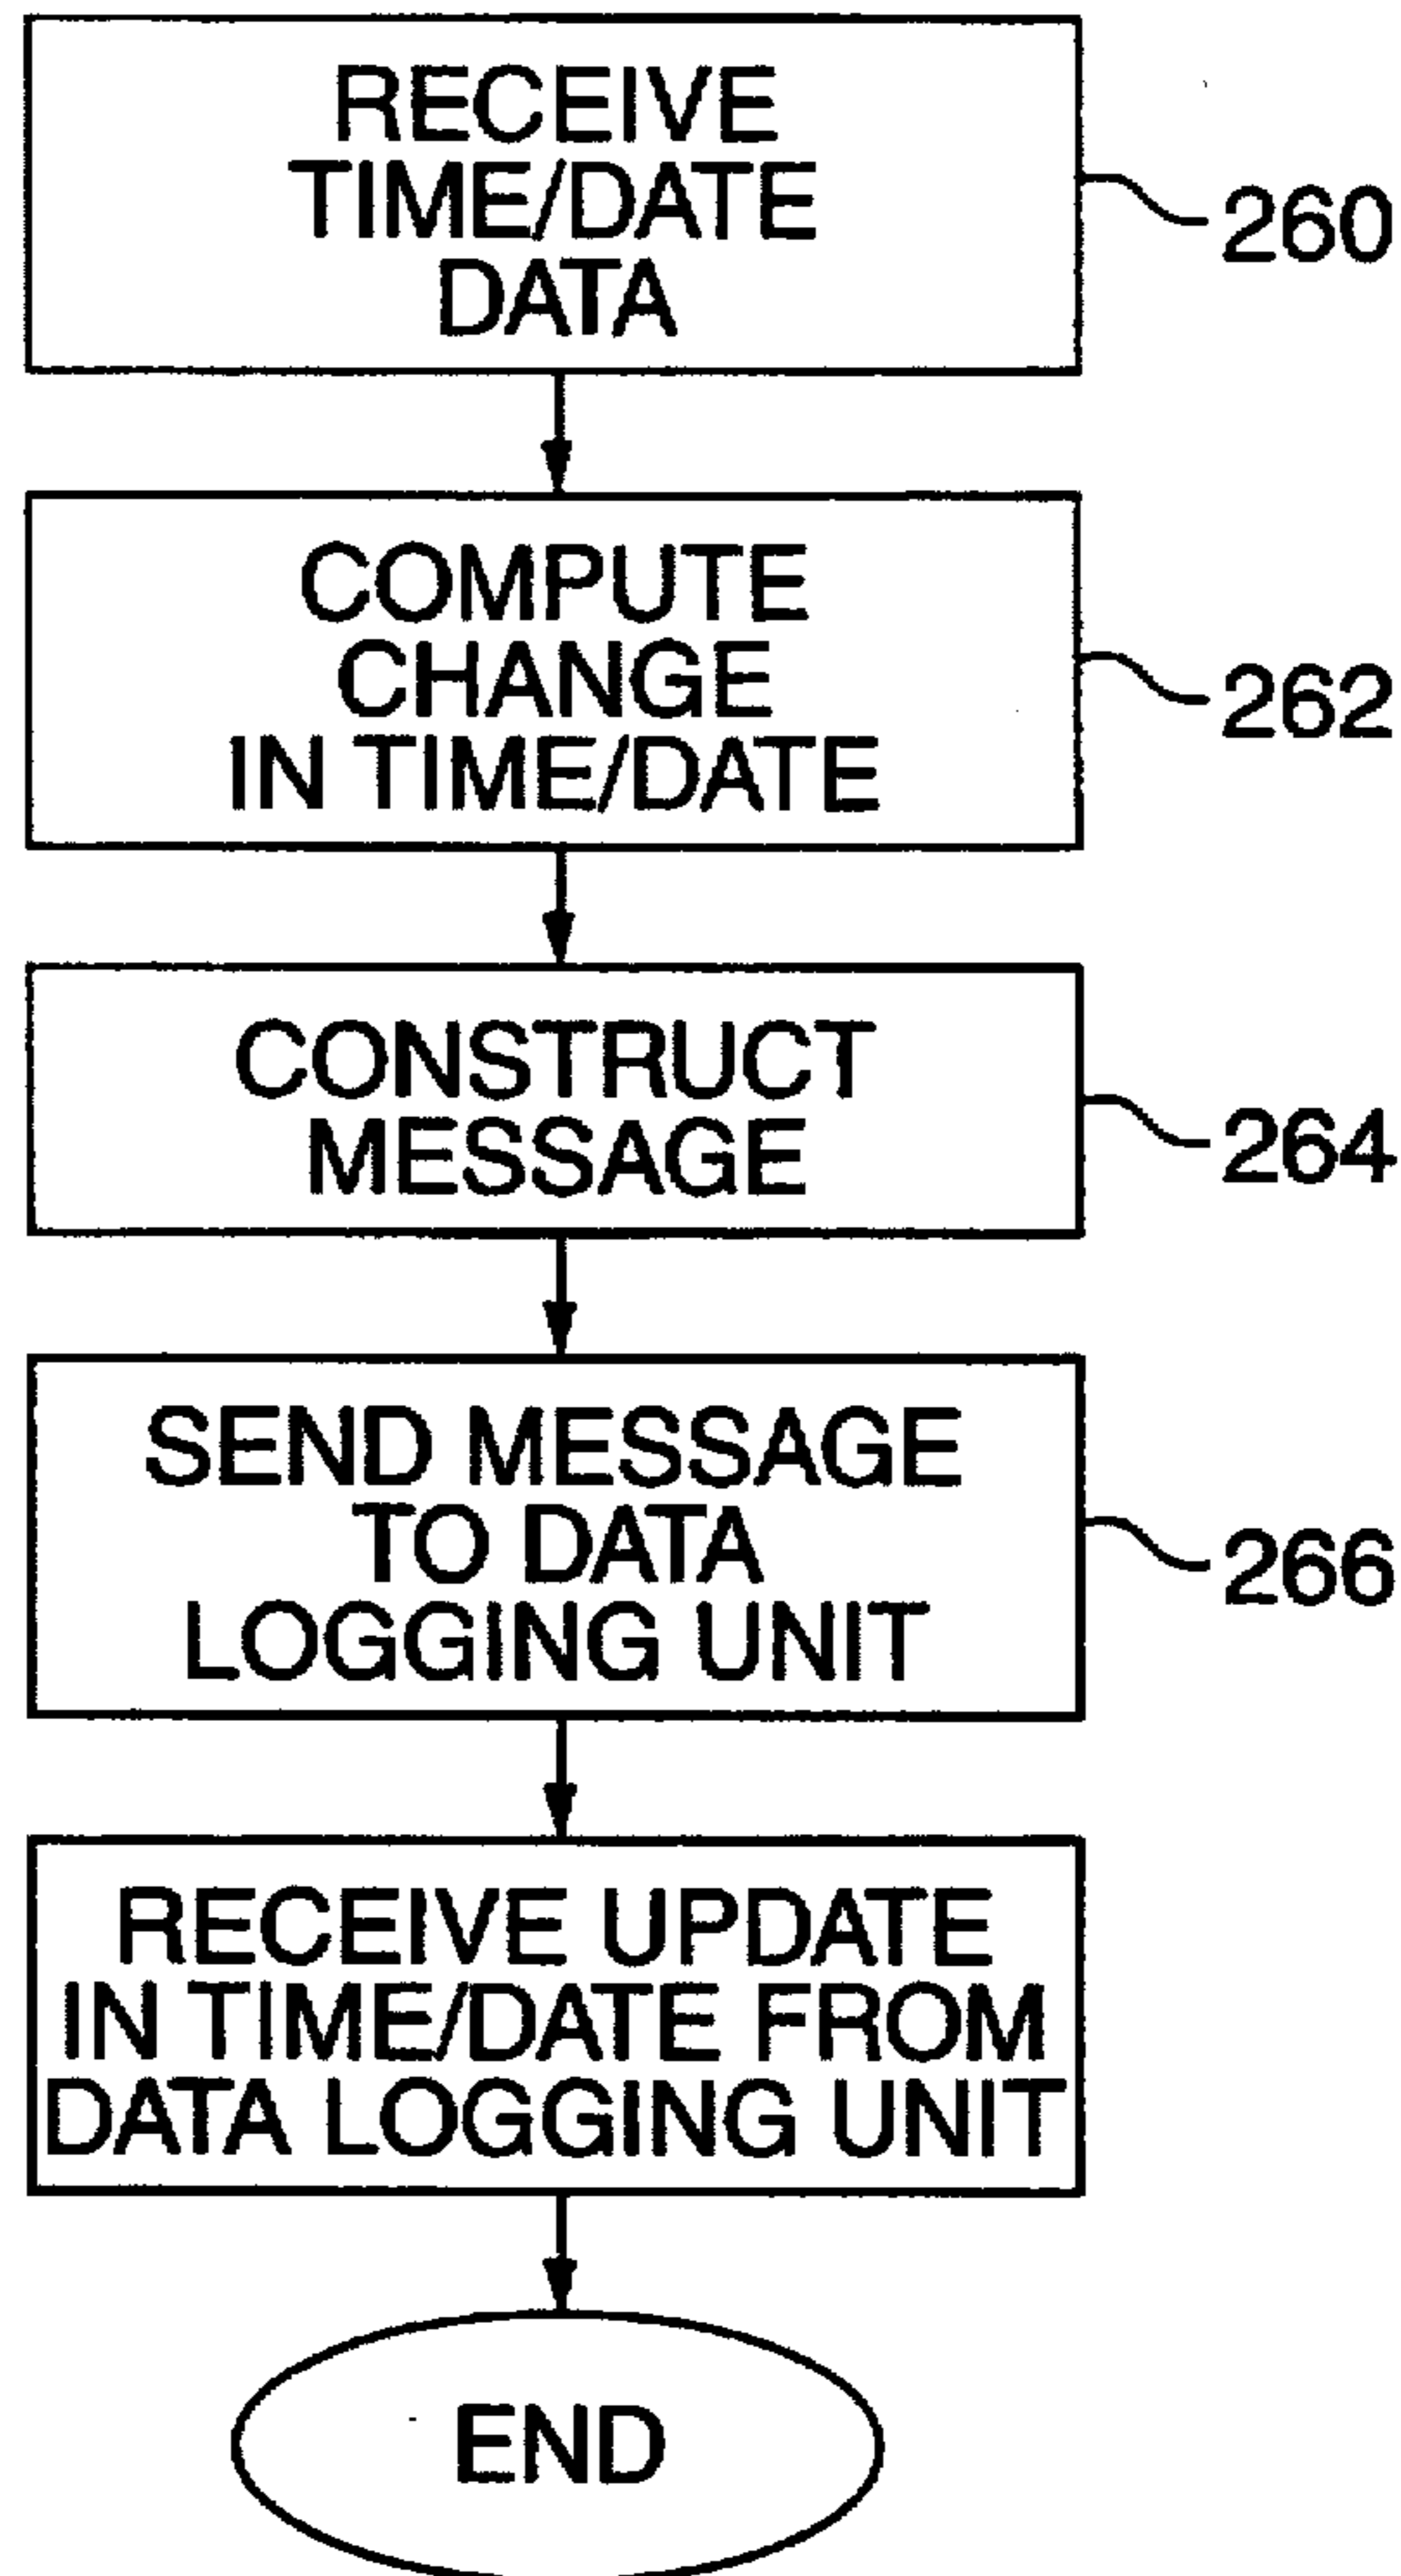 RECEIVE
TIME/DATE
DATA
260
COMPUTE
CHANGE
IN TIME/DATE
262
CONSTRUCT
MESSAGE
264
SEND MESSAGE
TO DATA
LOGGING UNIT
266
RECEIVE UPDATE
IN TIME/DATE FROM
DATA LOGGING UNIT
END